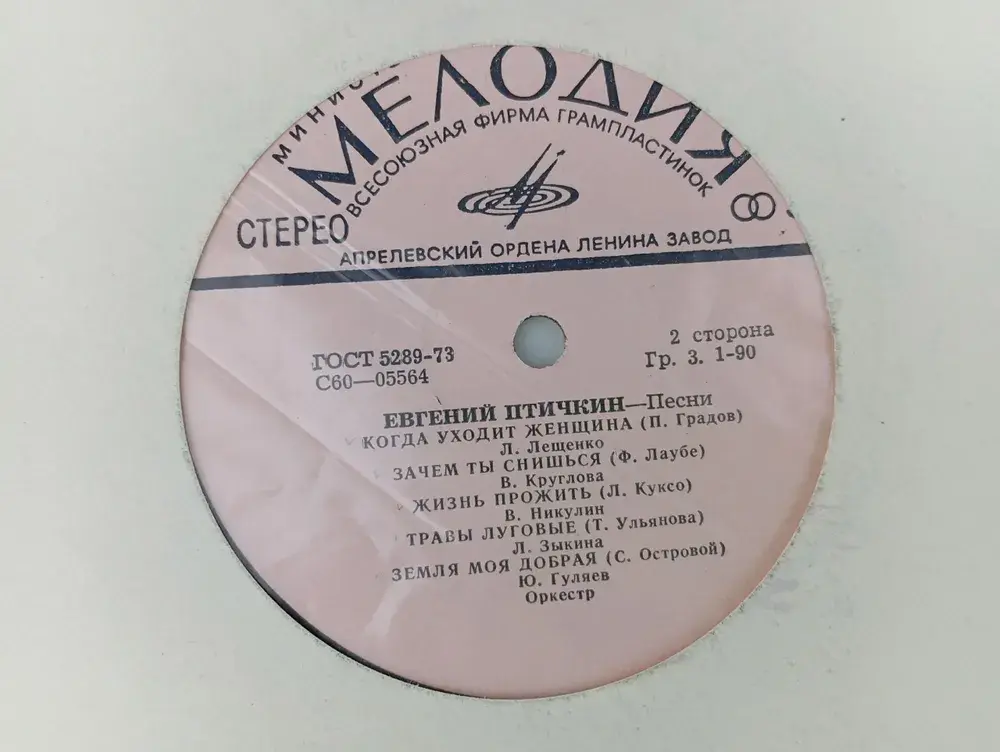 МЕЛОДИЯ
ВСЕСОЮЗНАЯ ФИРМА ГРАМПЛАСТИНОК
СТЕРЕО
АПРЕЛЕВСКИЙ ОРДЕНА ЛЕНИНА ЗАВОД
ГОСТ 5289-73
С60—05564
2 сторона
Гр. 3. 1-90
ЕВГЕНИЙ ПТИЧКИН—Песни
КОГДА УХОДИТ ЖЕНЩИНА (П. Градов)
Л. Лещенко
ЗАЧЕМ ТЫ СНИШЬСЯ (Ф. Лаубе)
В. Круглова
ЖИЗНЬ ПРОЖИТЬ (Л. Куксо)
В. Никулин
ТРАВЫ ЛУГОВЫЕ (Т. Ульянова)
Л. Зыкина
ЗЕМЛЯ МОЯ ДОБРАЯ (С. Островой)
Ю. Гуляев
Оркестр